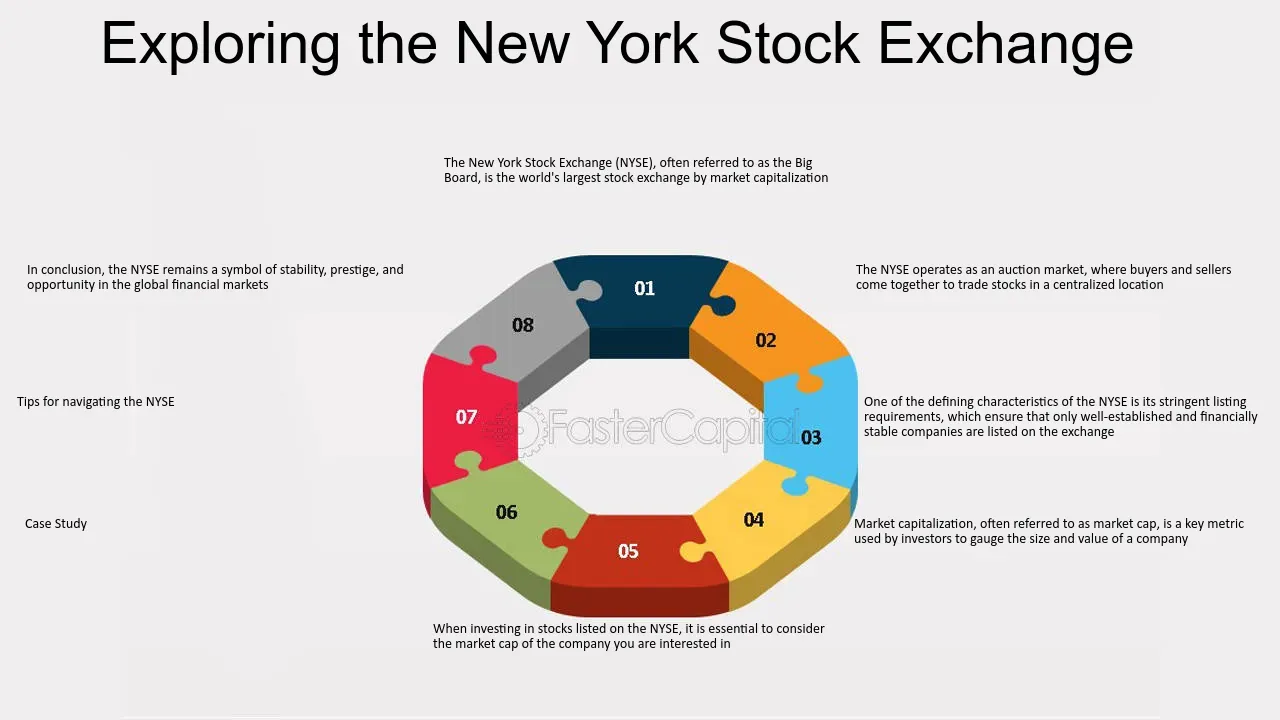 Exploring the New York Stock Exchange
The New York Stock Exchange (NYSE), often referred to as the Big
Board, is the world's largest stock exchange by market capitalization
01
The NYSE operates as an auction market, where buyers and sellers
come together to trade stocks in a centralized location
02
One of the defining characteristics of the NYSE is its stringent listing
requirements, which ensure that only well-established and financially
stable companies are listed on the exchange
03
Market capitalization, often referred to as market cap, is a key metric
used by investors to gauge the size and value of a company
04
05
When investing in stocks listed on the NYSE, it is essential to consider
the market cap of the company you are interested in
06
Case Study
07
Tips for navigating the NYSE
08
In conclusion, the NYSE remains a symbol of stability, prestige, and
opportunity in the global financial markets
FasterCapital